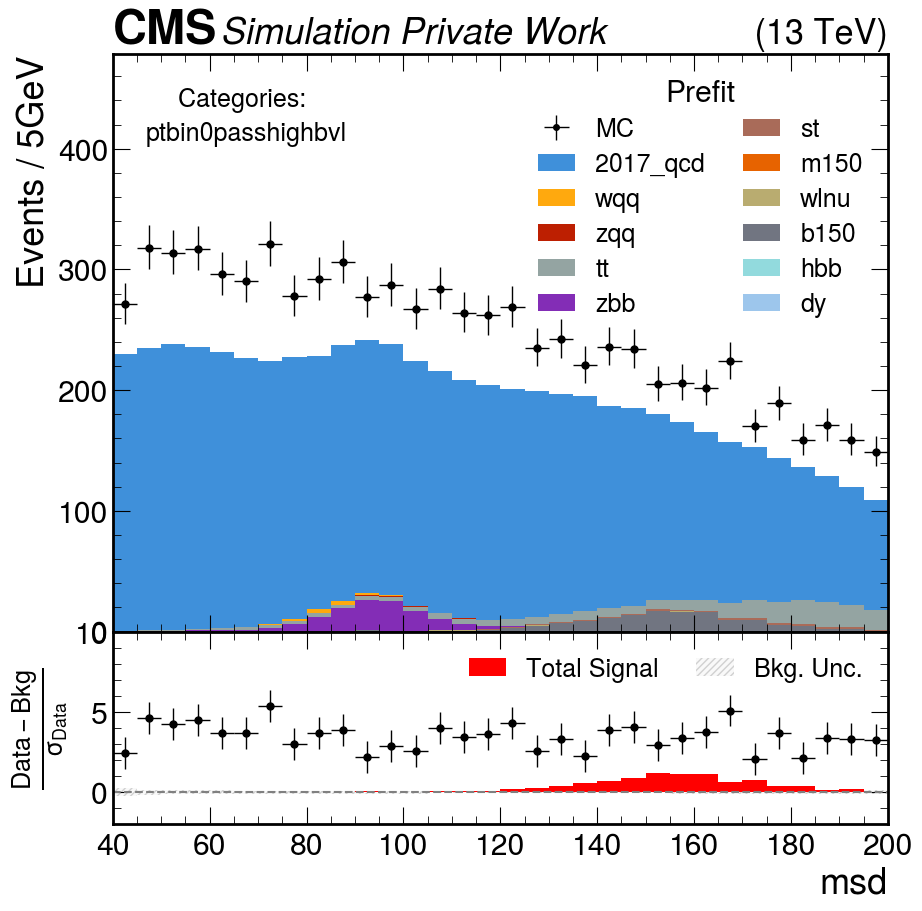 CMS Simulation Private Work (13 TeV)
Events / 5GeV
Categories:
ptbin0passhighbvl
Prefit
MC
2017_qcd
wqq
zqq
tt
zbb
st
m150
wlnu
b150
hbb
dy
400
300
200
100
0
Total Signal
Bkg. Unc.
Data − Bkg
σData
10
5
0
40 60 80 100 120 140 160 180 200
msd